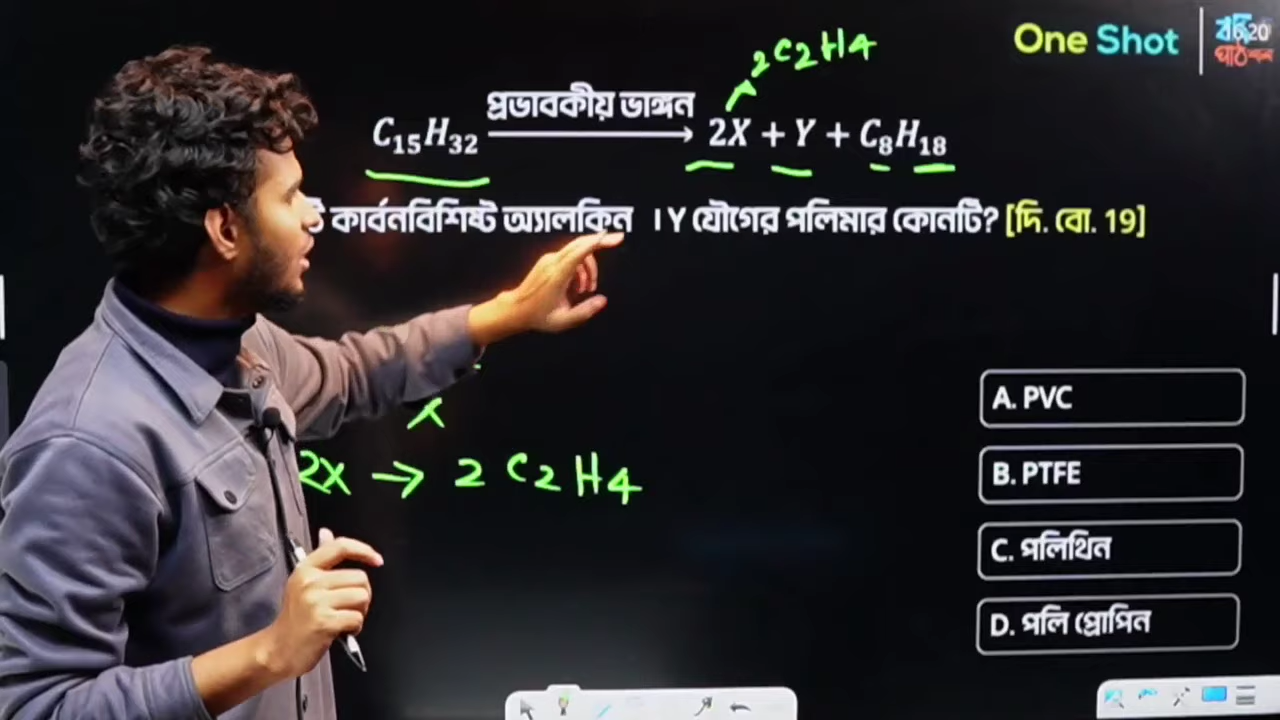 One Shot
2C2H4
প্রভাবকীয় ভাঙ্গন
C₁₅H₃₂ → 2X + Y + C₈H₁₈
কার্বনবিশিষ্ট অ্যালকিন । Y যৌগের পলিমার কোনটি? [দি. বো. 19]
A. PVC
2X → 2 C2H4
B. PTFE
C. পলিথিন
D. পলি প্রোপিন